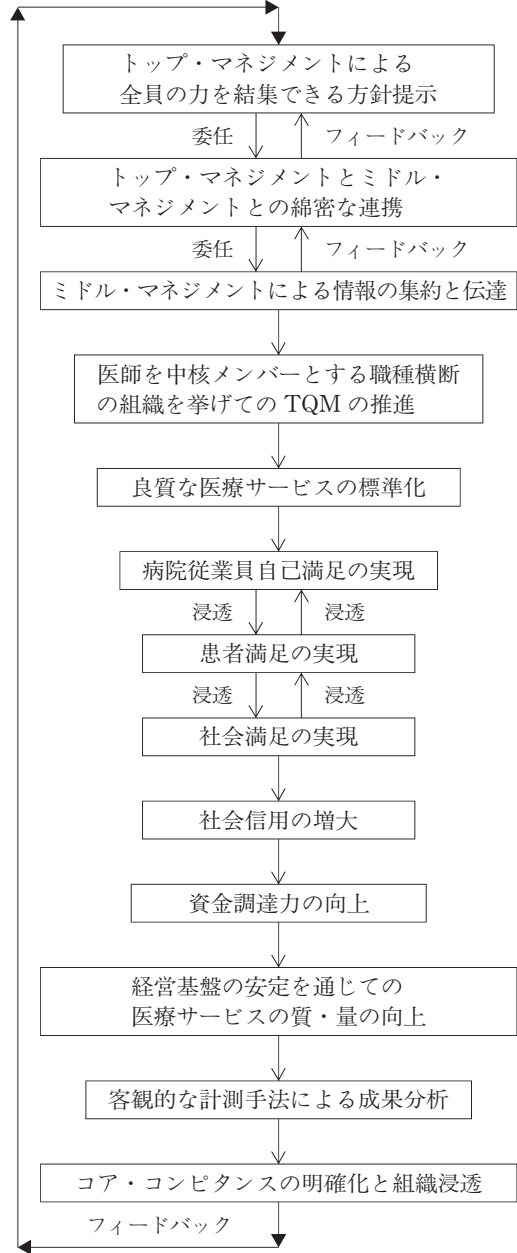 トップ・マネジメントによる
全員の力を結集できる方針提示
委任 フィードバック
トップ・マネジメントとミドル・
マネジメントとの綿密な連携
委任 フィードバック
ミドル・マネジメントによる情報の集約と伝達
医師を中核メンバーとする職種横断
の組織を挙げての TQM の推進
良質な医療サービスの標準化
病院従業員自己満足の実現
浸透 浸透
患者満足の実現
浸透 浸透
社会満足の実現
社会信用の増大
資金調達力の向上
経営基盤の安定を通じての
医療サービスの質・量の向上
客観的な計測手法による成果分析
コア・コンピタンスの明確化と組織浸透
フィードバック